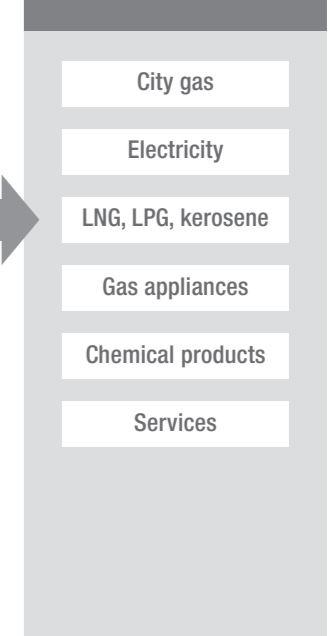 City gas
Electricity
LNG, LPG, kerosene
Gas appliances
Chemical products
Services